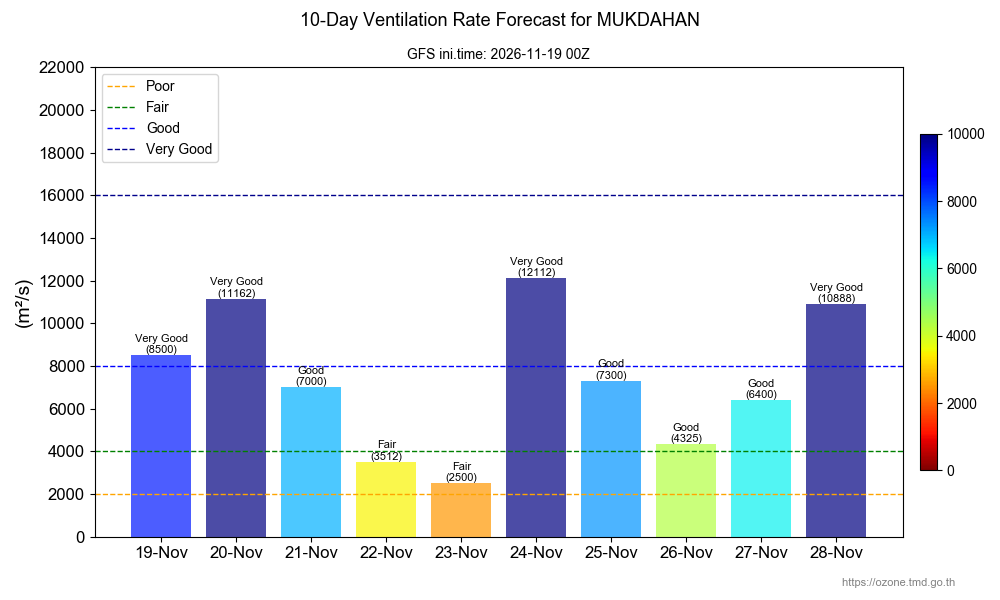 10-Day Ventilation Rate Forecast for MUKDAHAN
GFS ini.time: 2026-11-19 00Z
22000
20000
18000
16000
14000
12000
10000
8000
6000
4000
2000
0
(m²/s)
Poor
Fair
Good
Very Good
Very Good
(8500)
Very Good
(11162)
Good
(7000)
Fair
(3512)
Fair
(2500)
Very Good
(12112)
Good
(7300)
Good
(4325)
Good
(6400)
Very Good
(10888)
19-Nov
20-Nov
21-Nov
22-Nov
23-Nov
24-Nov
25-Nov
26-Nov
27-Nov
28-Nov
10000
8000
6000
4000
2000
0
https://ozone.tmd.go.th